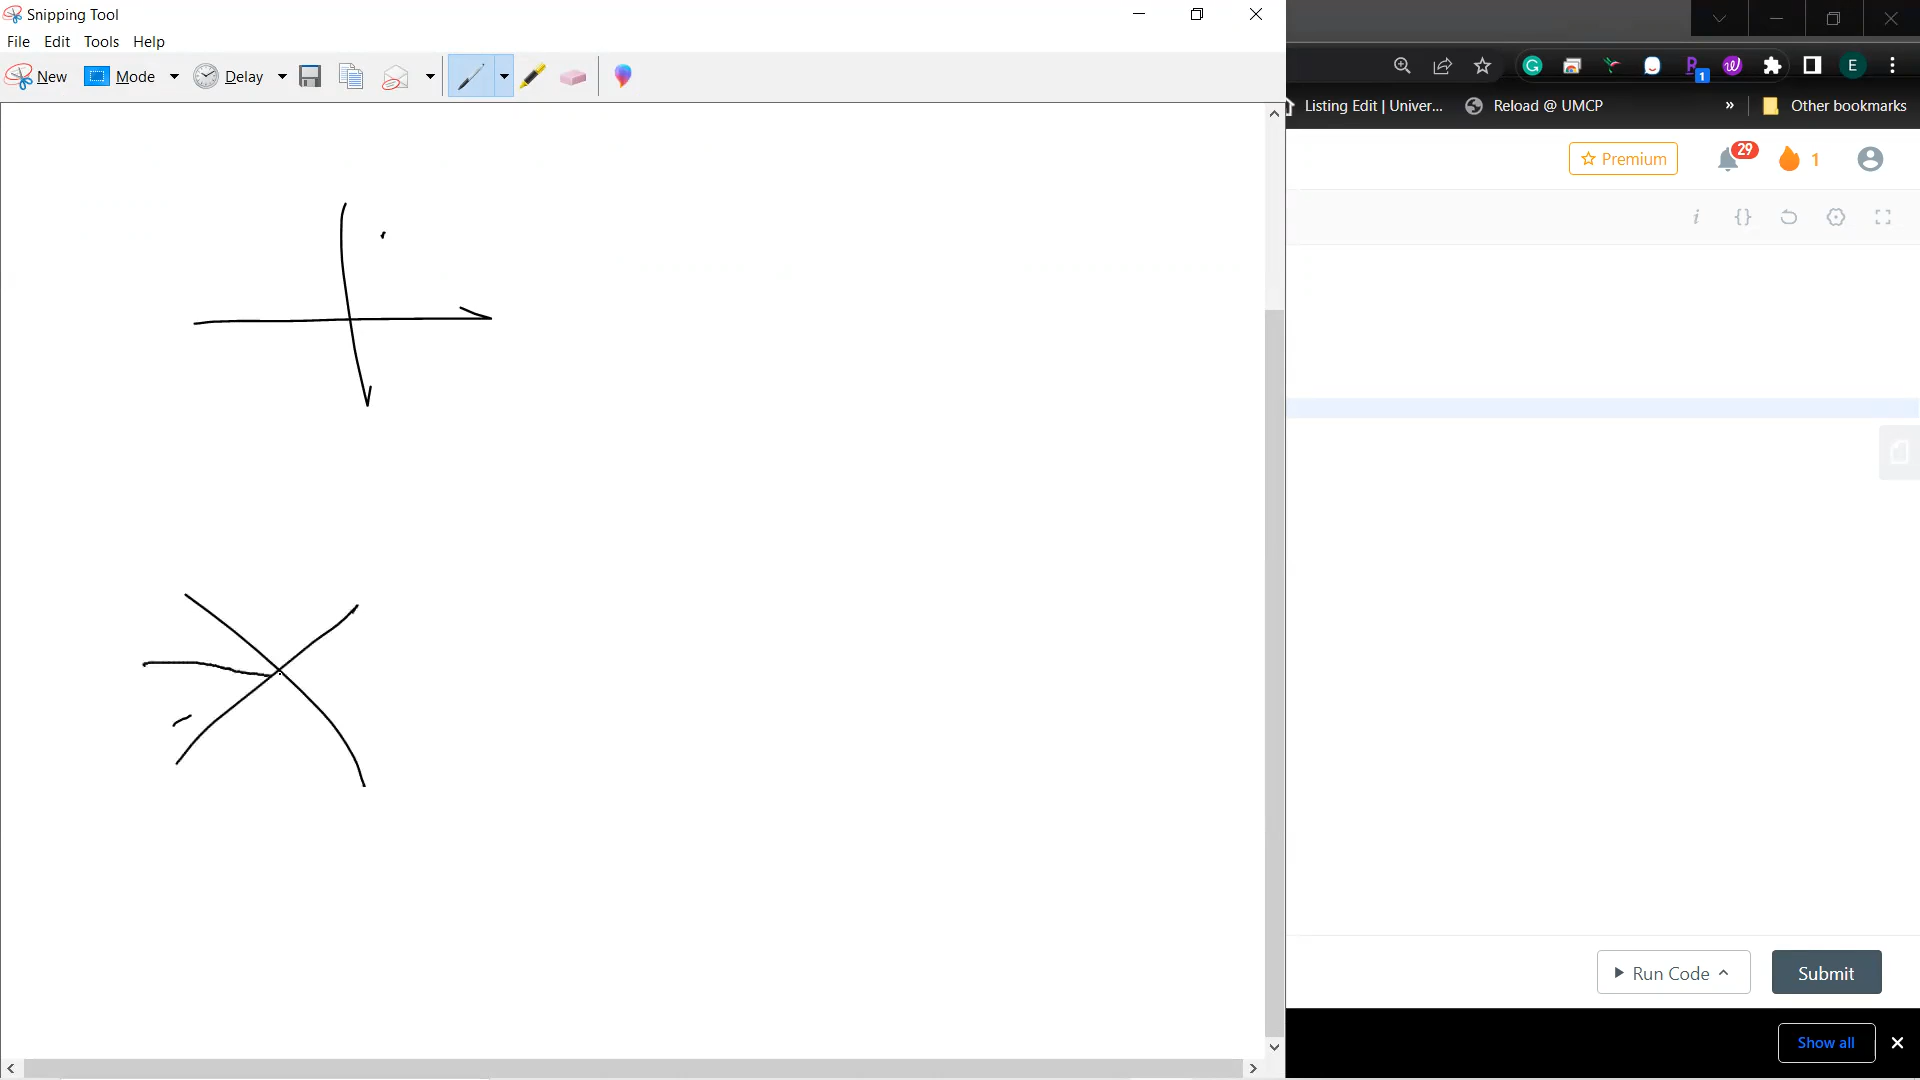 Snipping Tool
File Edit Tools Help
New Mode Delay
Listing Edit | Univer... Reload @ UMCP » Other bookmarks
E
1
Premium 29 1
i {}
Run Code Submit
Show all